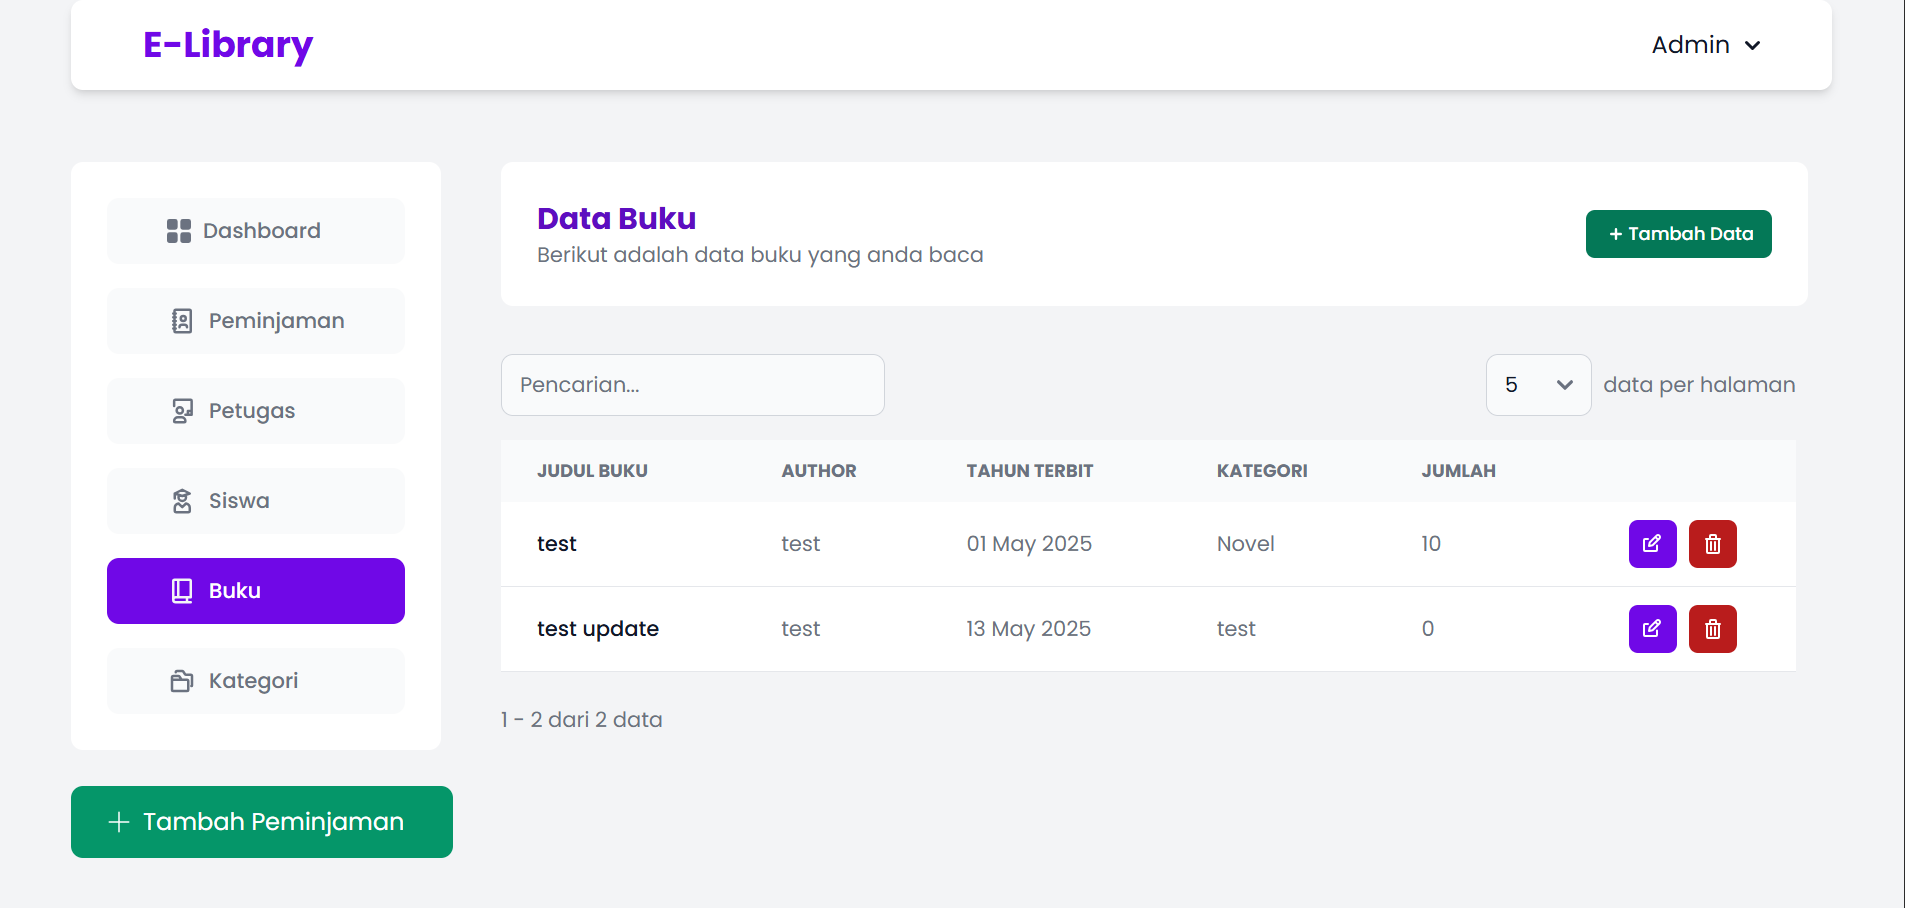 E-Library
Admin
Dashboard
Peminjaman
Petugas
Siswa
Buku
Kategori
+ Tambah Peminjaman
Data Buku
Berikut adalah data buku yang anda baca
+ Tambah Data
Pencarian...
5 data per halaman
JUDUL BUKU AUTHOR TAHUN TERBIT KATEGORI JUMLAH
test test 01 May 2025 Novel 10
test update test 13 May 2025 test 0
1 - 2 dari 2 data